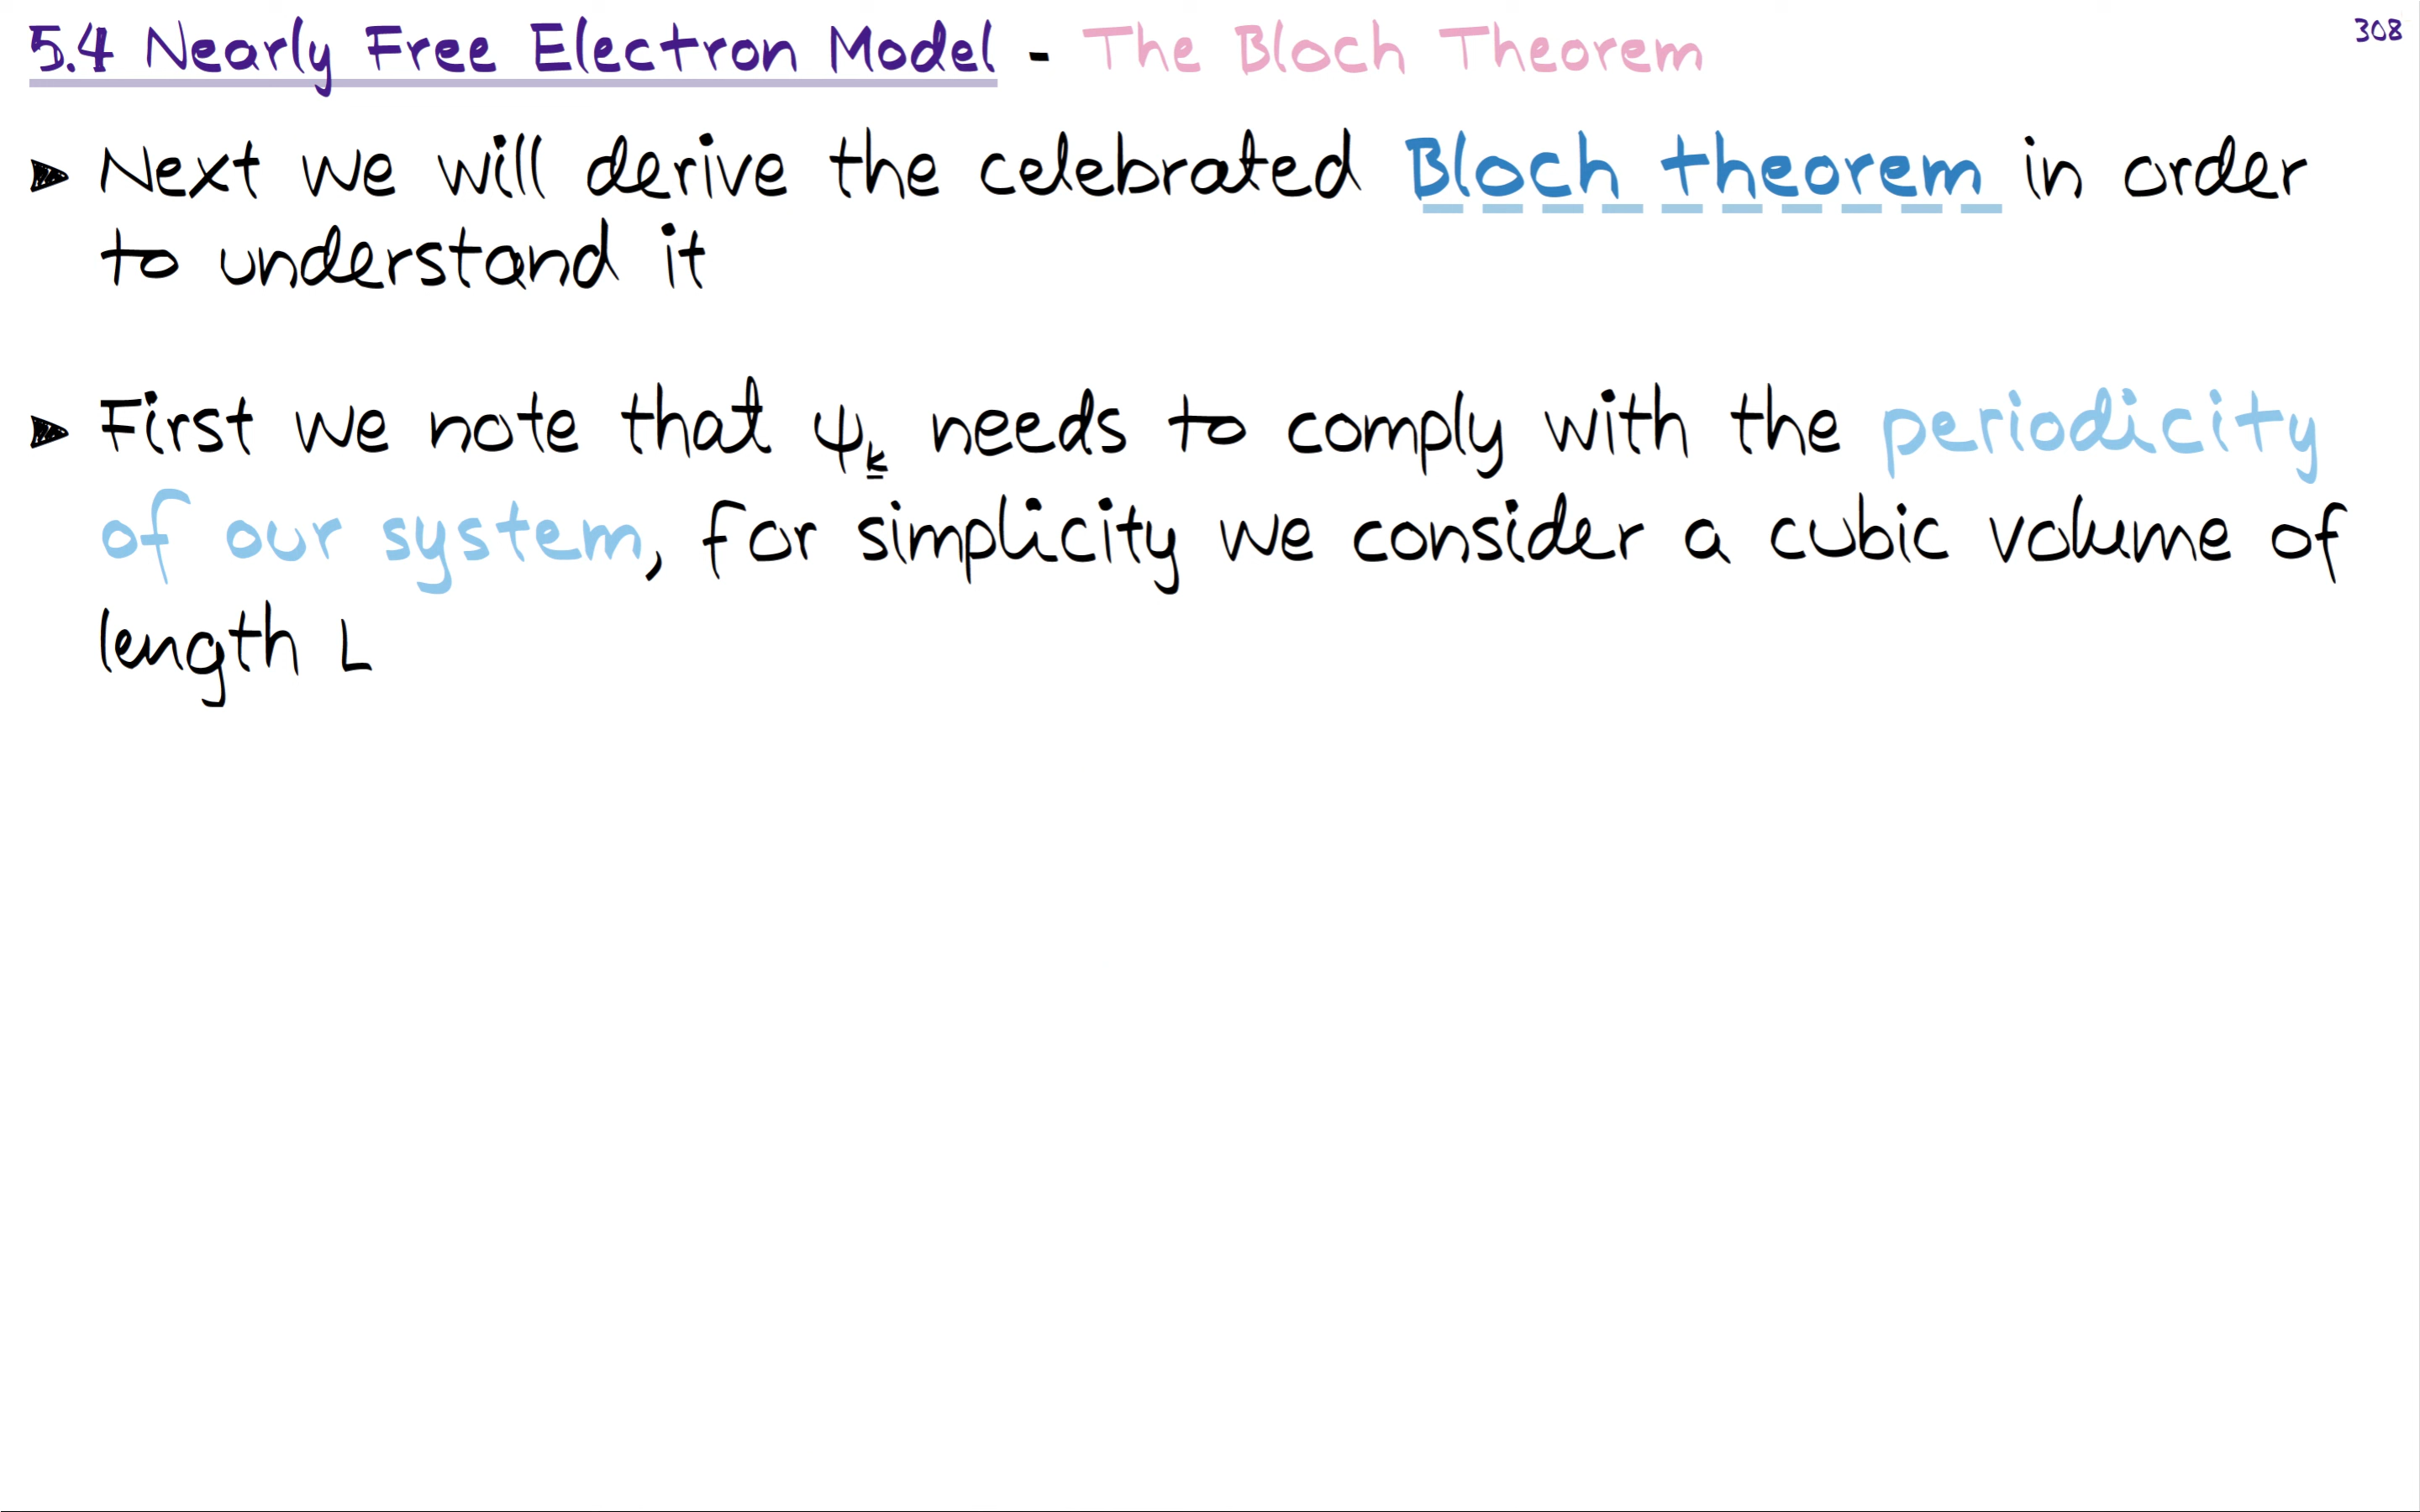 5.4 Nearly Free Electron Model - The Bloch Theorem 308
Next we will derive the celebrated Bloch theorem in order
to understand it
First we note that ψ_k needs to comply with the periodicity
of our system, for simplicity we consider a cubic volume of
length L